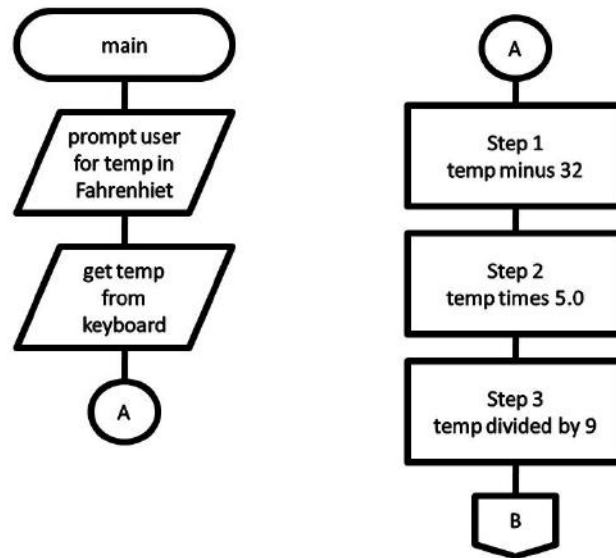 main
prompt user
for temp in
Fahrenhiet
get temp
from
keyboard
A
A
Step 1
temp minus 32
Step 2
temp times 5.0
Step 3
temp divided by 9
B